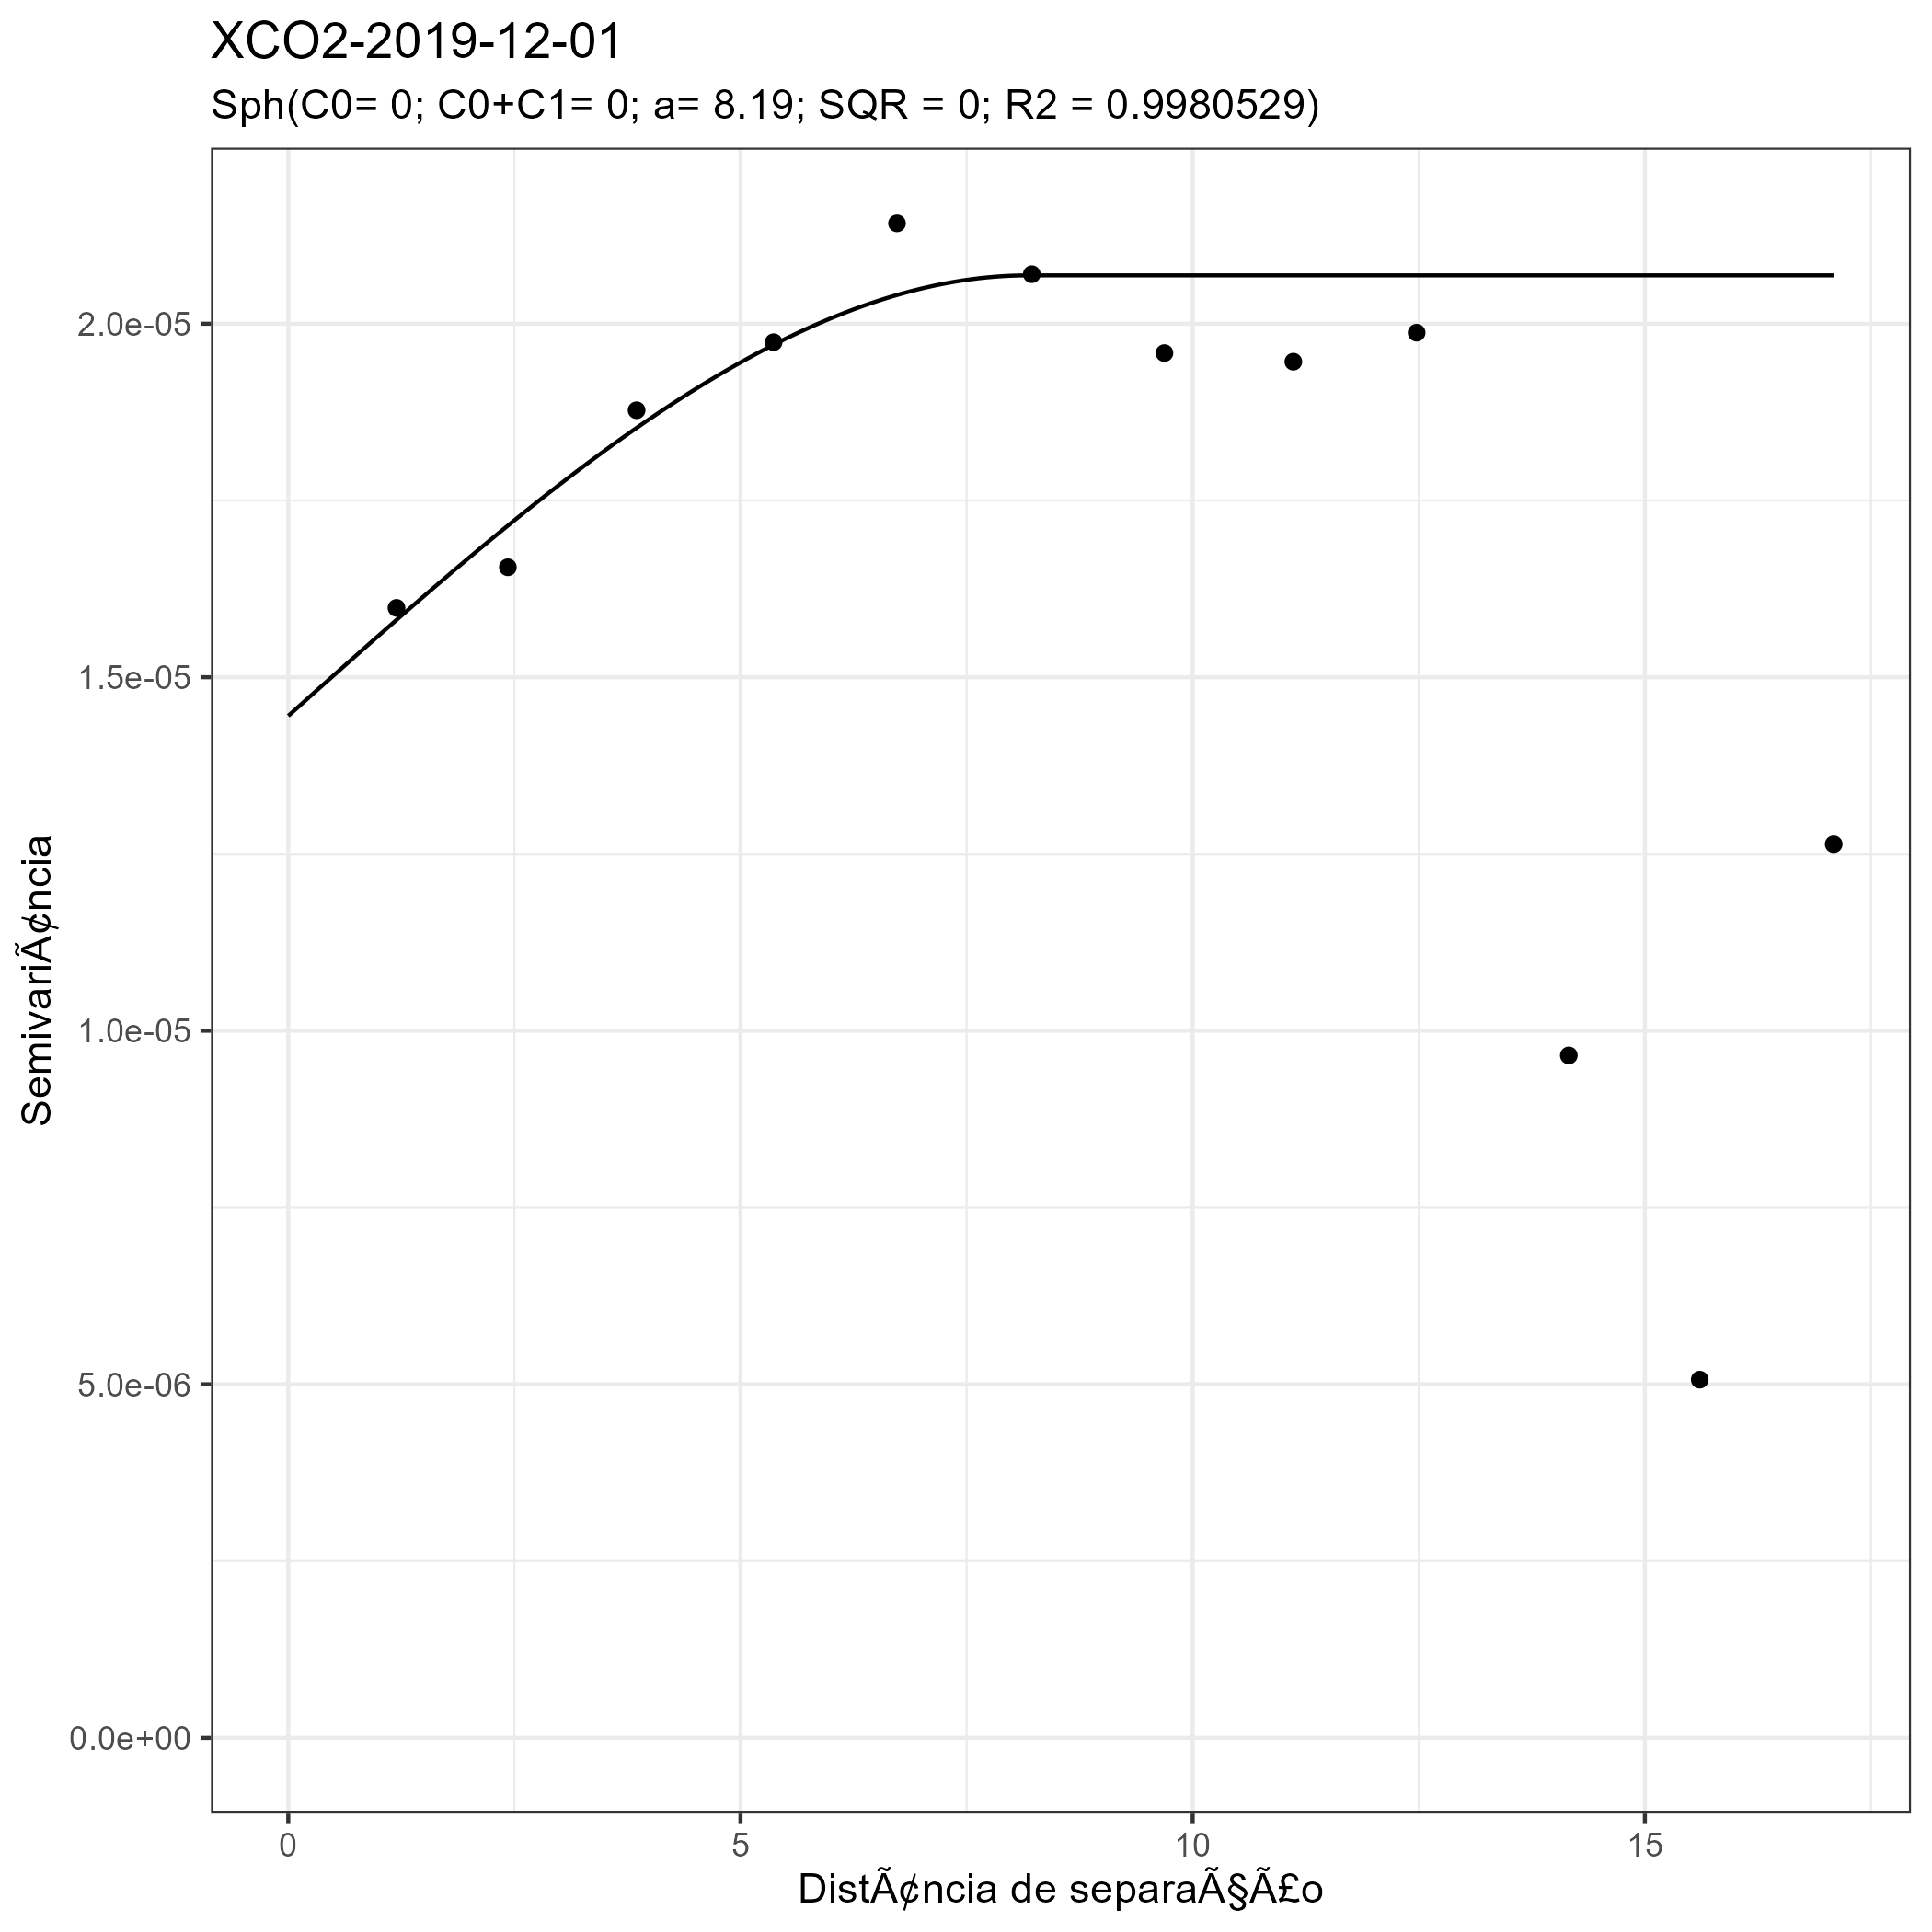 XCO2-2019-12-01
Sph(C0= 0; C0+C1= 0; a= 8.19; SQR = 0; R2 = 0.9980529)
SemivariÃ¢ncia
2.0e-05
1.5e-05
1.0e-05
5.0e-06
0.0e+00
0
5
10
15
DistÃ¢ncia de separaÃ§Ã£o